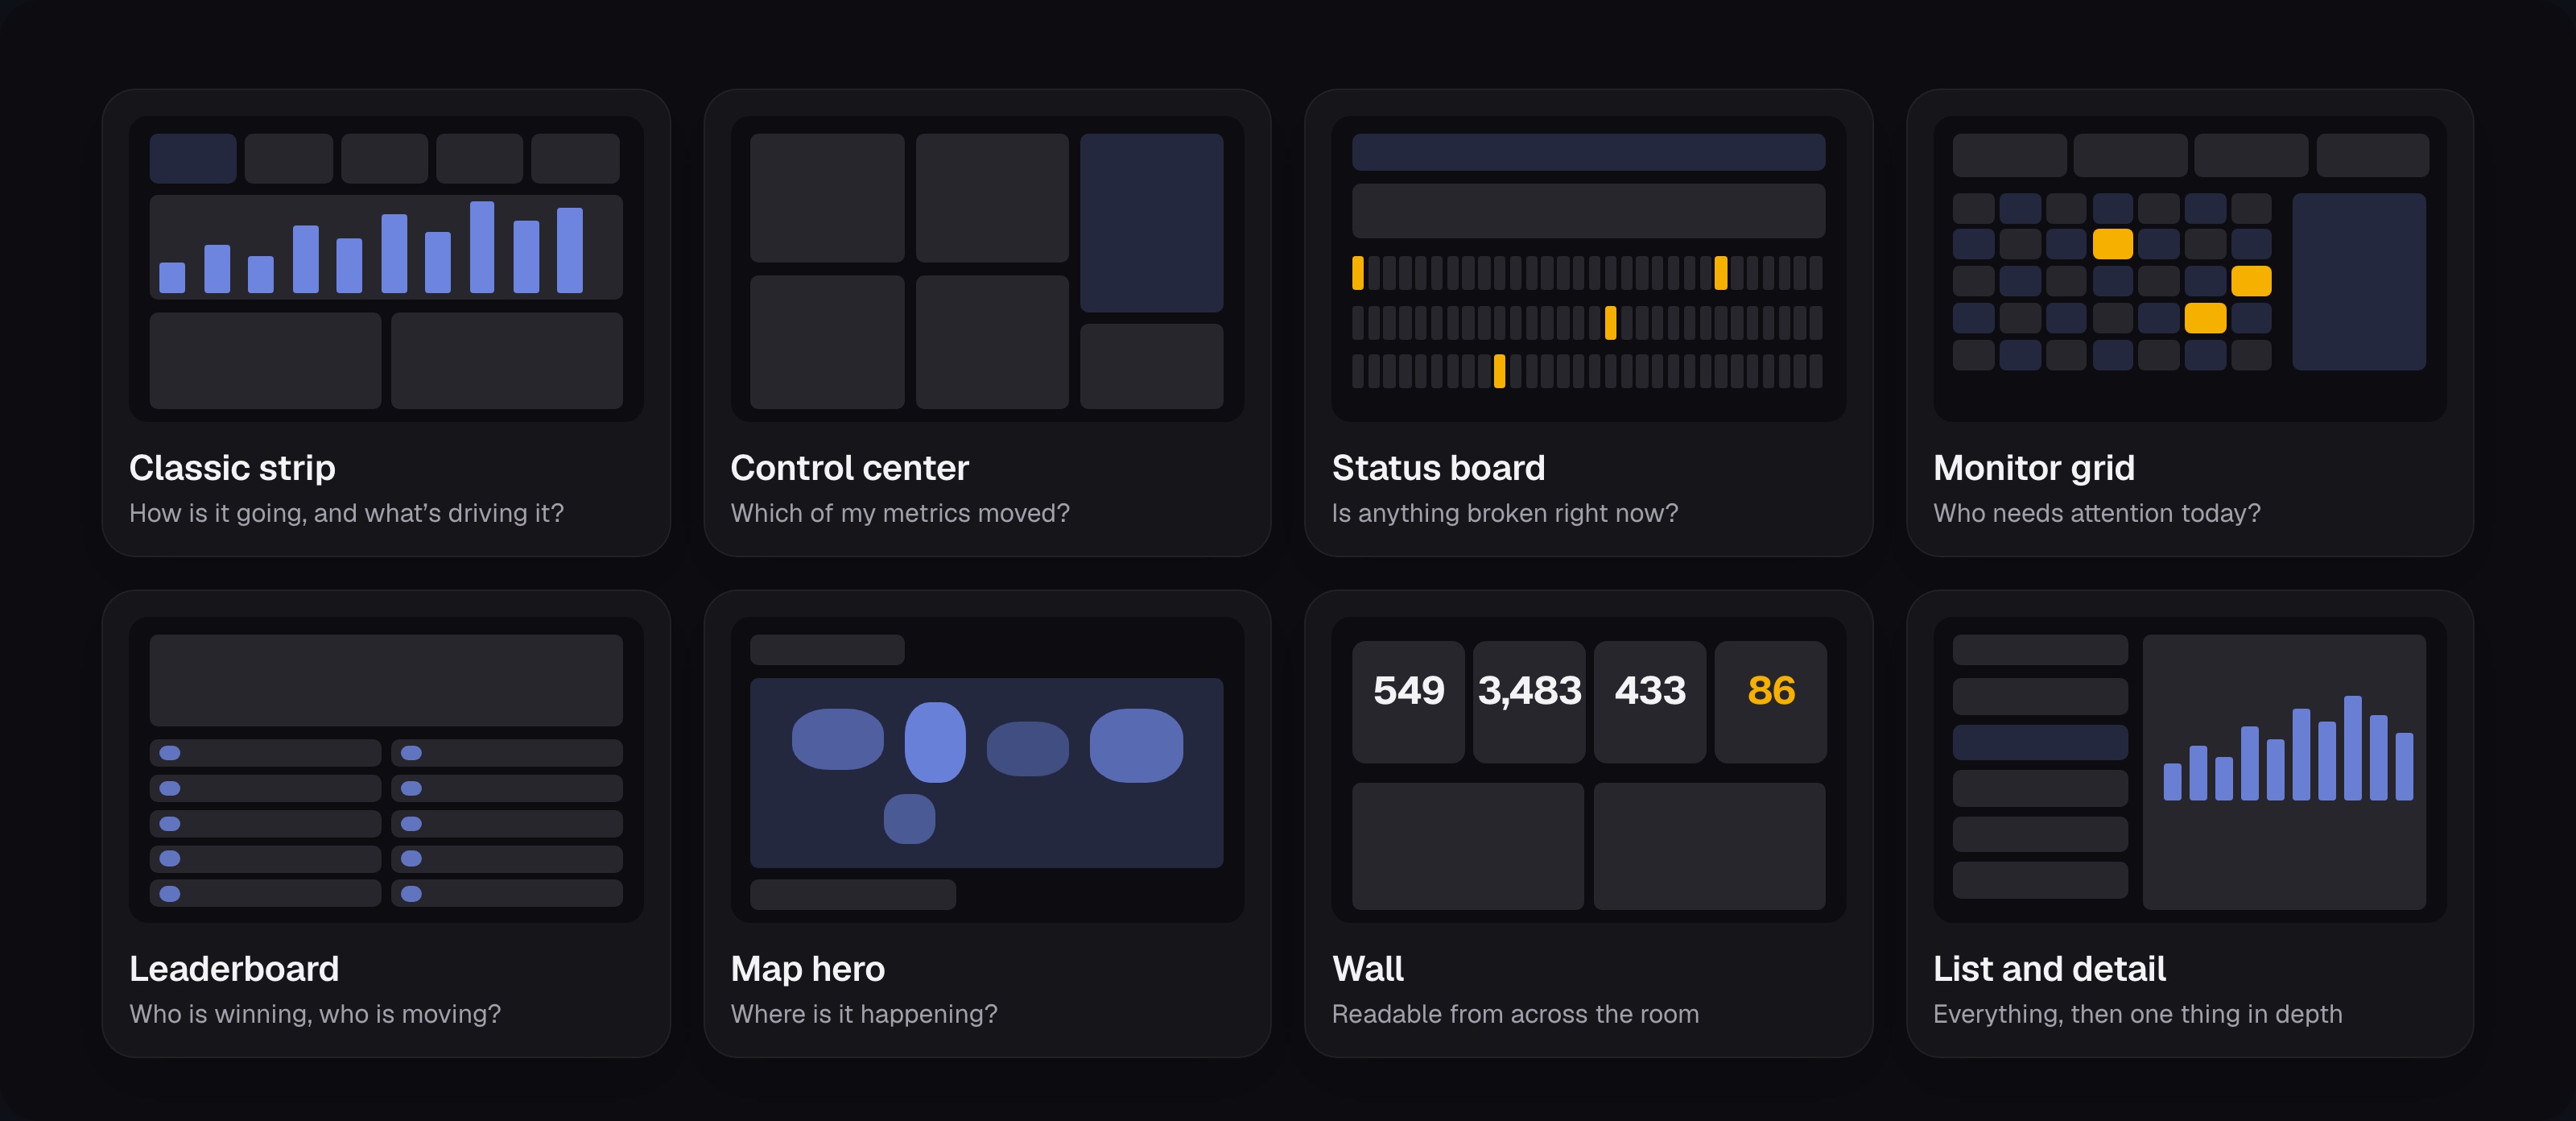 Classic strip
How is it going, and what’s driving it?
Control center
Which of my metrics moved?
Status board
Is anything broken right now?
Monitor grid
Who needs attention today?
Leaderboard
Who is winning, who is moving?
Map hero
Where is it happening?
549 3,483 433 86
Wall
Readable from across the room
List and detail
Everything, then one thing in depth